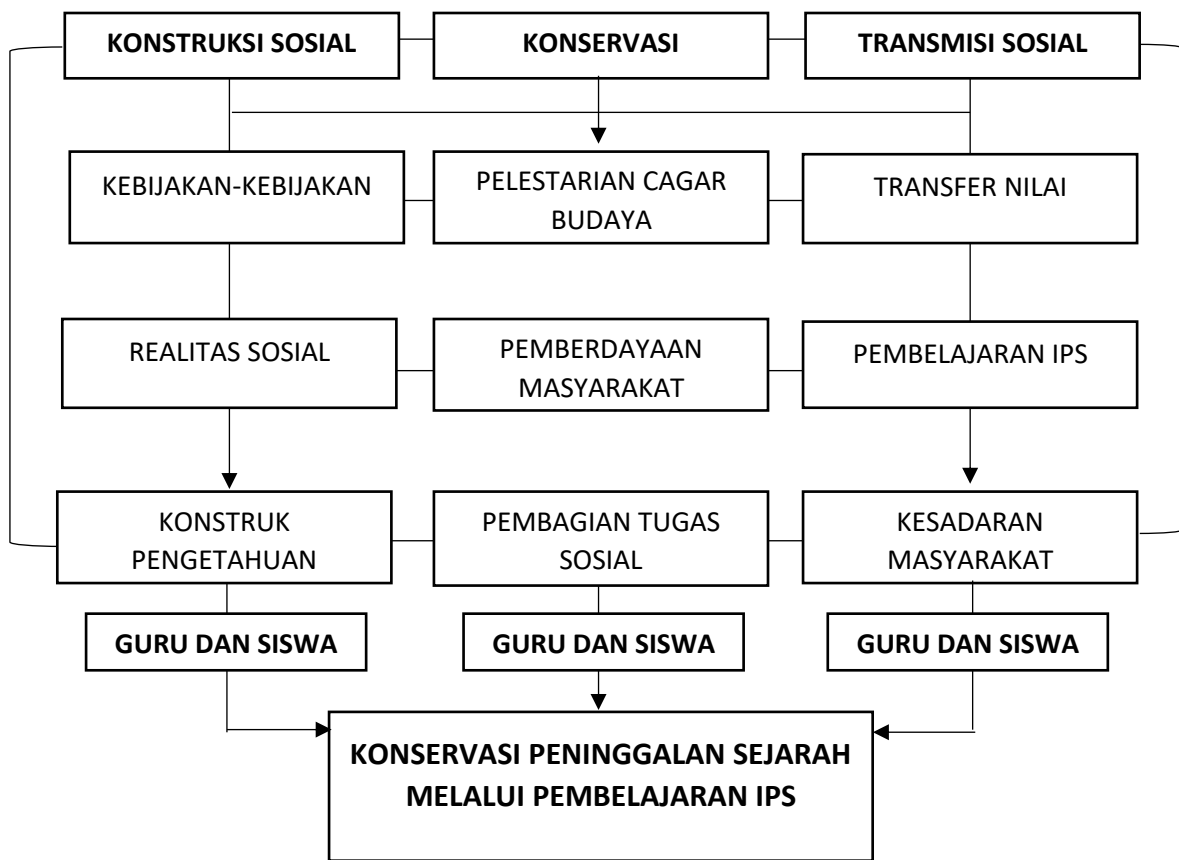 KONSTRUKSI SOSIAL
KONSERVASI
TRANSMISI SOSIAL
KEBIJAKAN-KEBIJAKAN
PELESTARIAN CAGAR
BUDAYA
TRANSFER NILAI
REALITAS SOSIAL
PEMBERDAYAAN
MASYARAKAT
PEMBELAJARAN IPS
KONSTRUK
PENGETAHUAN
PEMBAGIAN TUGAS
SOSIAL
KESADARAN
MASYARAKAT
GURU DAN SISWA
GURU DAN SISWA
GURU DAN SISWA
KONSERVASI PENINGGALAN SEJARAH
MELALUI PEMBELAJARAN IPS